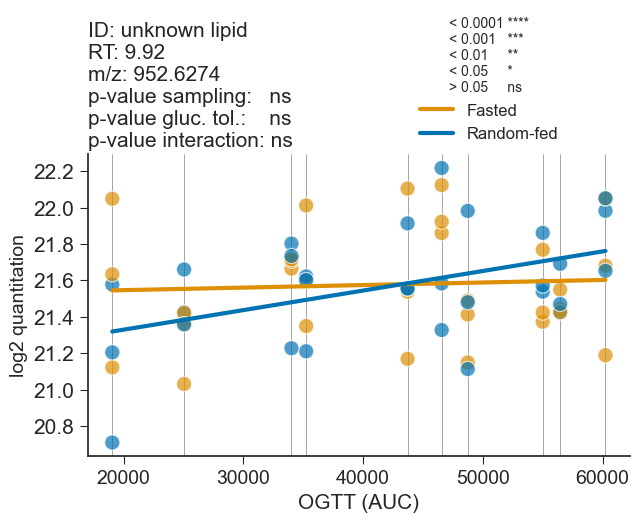 ID: unknown lipid
RT: 9.92
m/z: 952.6274
p-value sampling: ns
p-value gluc. tol.: ns
p-value interaction: ns
< 0.0001 ****
< 0.001 ***
< 0.01 **
< 0.05 *
> 0.05 ns
Fasted
Random-fed
log2 quantitation
22.2
22.0
21.8
21.6
21.4
21.2
21.0
20.8
20000 30000 40000 50000 60000
OGTT (AUC)